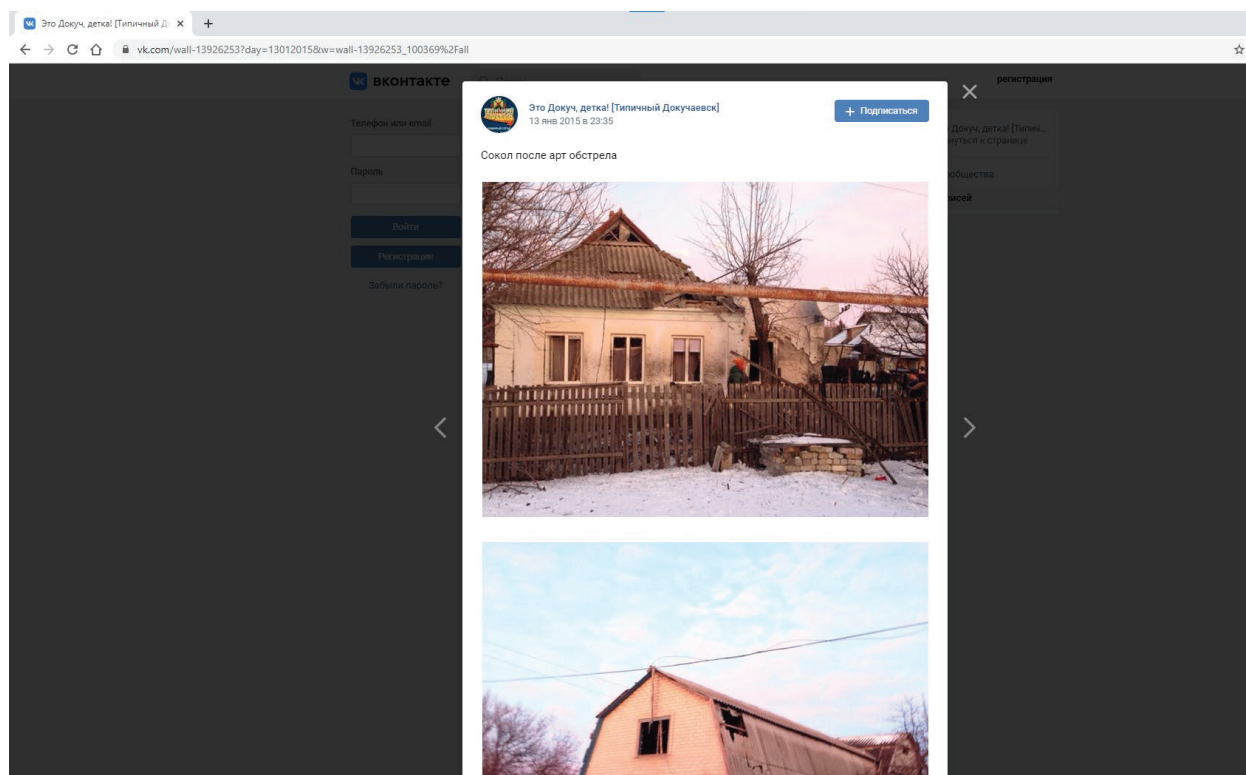 Это Докуч, детка! [Типичный Д
vk.com/wall-13926253?day=13012015&w=wall-13926253_100369%2Fall
вконтакте
регистрация
Телефон или email
Пароль
Войти
Регистрация
Забыли пароль?
Это Докуч, детка! [Типичный Докучаевск]
13 янв 2015 в 23:35
+ Подписаться
Сокол после арт обстрела
Докуч, детка! [Типич...
нуться к странице
ообщества
писей